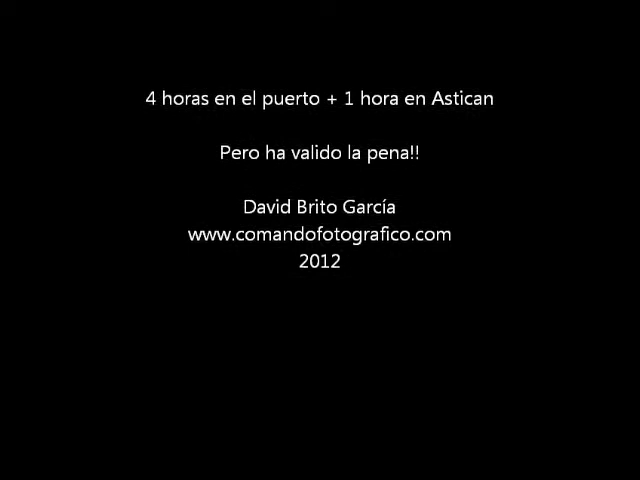 4 horas en el puerto + 1 hora en Astican
Pero ha valido la pena!!
David Brito García
www.comandofotografico.com
2012